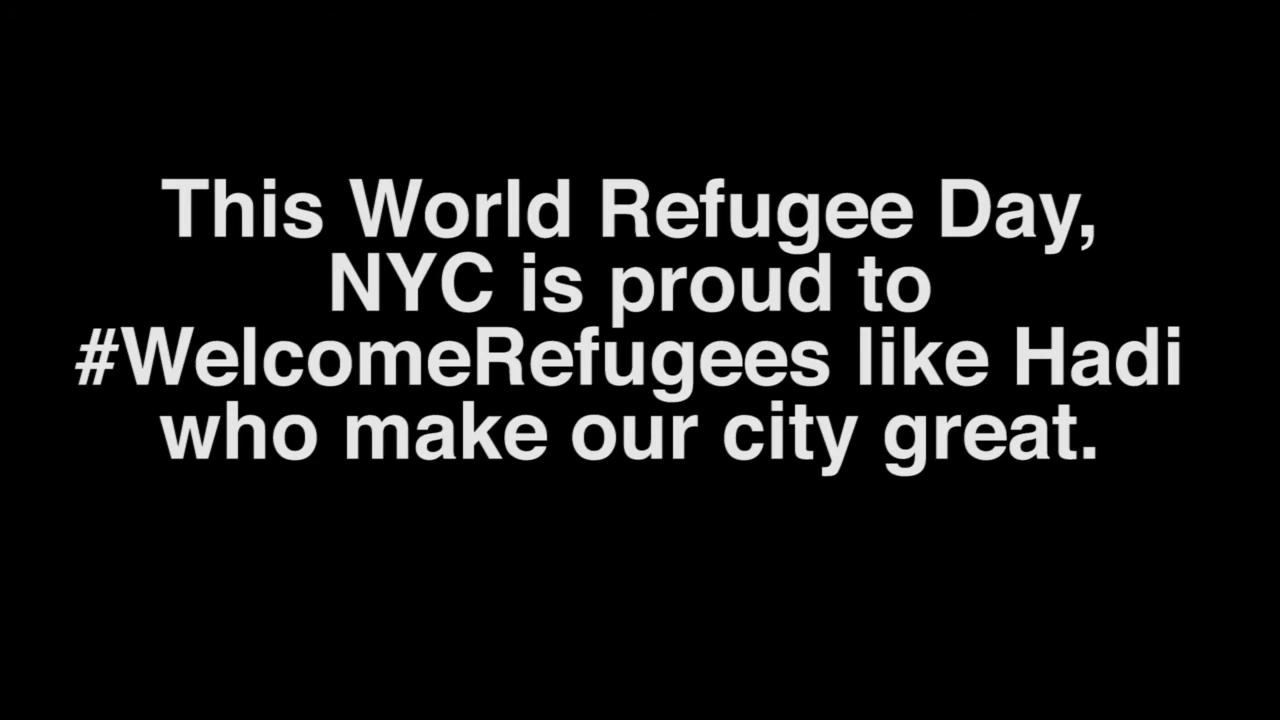 This World Refugee Day,
NYC is proud to
#WelcomeRefugees like Hadi
who make our city great.